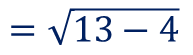 = √13 − 4